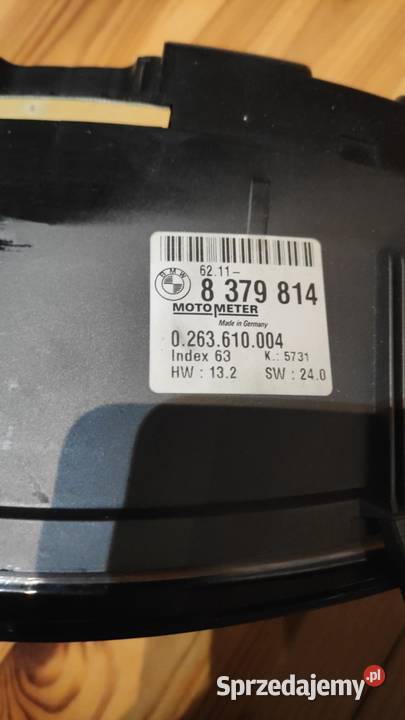 62.11-
BMW
8 379 814
MOTOMETER
Made in Germany
0.263.610.004
Index 63 K.: 5731
HW : 13.2 SW : 24.0
Sprzedajemy.pl